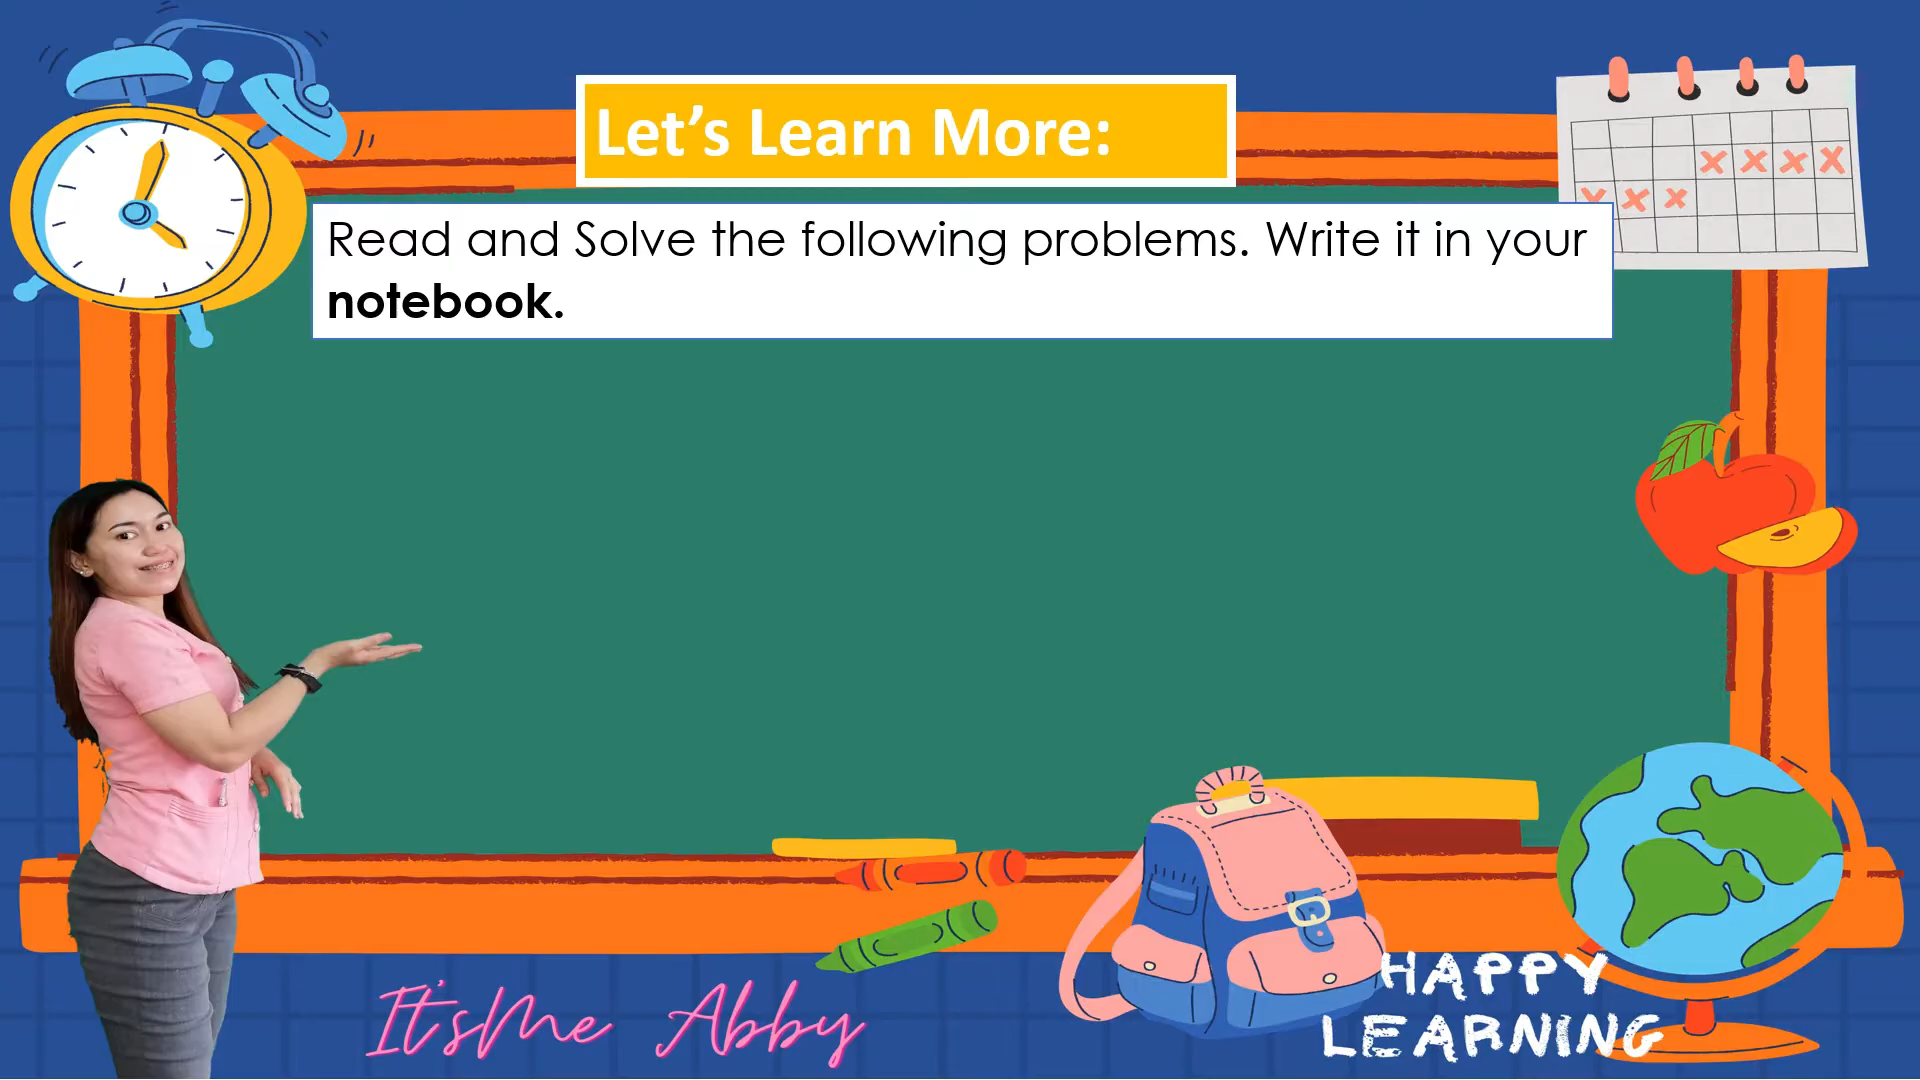 Let’s Learn More:
Read and Solve the following problems. Write it in your
notebook.
It'sMe Abby
HAPPY
LEARNING